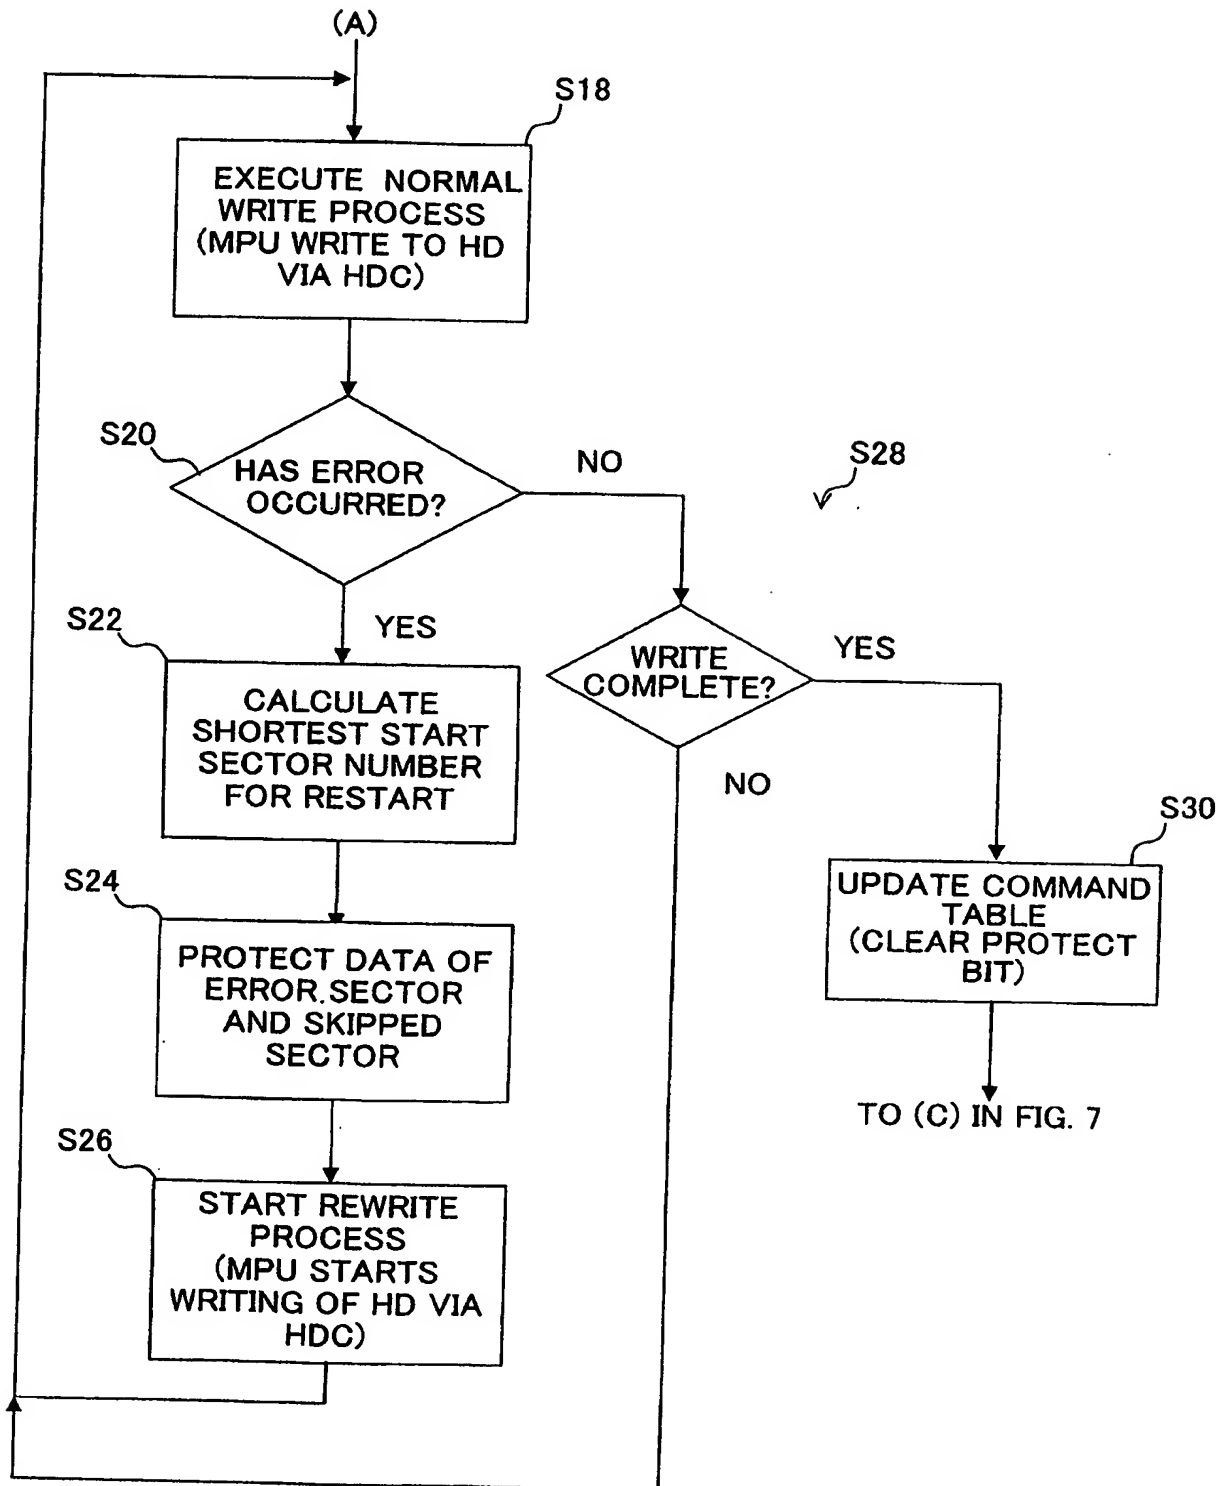 (A)
S18
EXECUTE NORMAL
WRITE PROCESS
(MPU WRITE TO HD
VIA HDC)
S20
HAS ERROR
OCCURRED?
NO
S28
YES
S22
WRITE
COMPLETE?
YES
CALCULATE
SHORTEST START
SECTOR NUMBER
FOR RESTART
NO
S30
UPDATE COMMAND
TABLE
(CLEAR PROTECT
BIT)
S24
PROTECT DATA OF
ERROR.SECTOR
AND SKIPPED
SECTOR
TO (C) IN FIG. 7
S26
START REWRITE
PROCESS
(MPU STARTS
WRITING OF HD VIA
HDC)